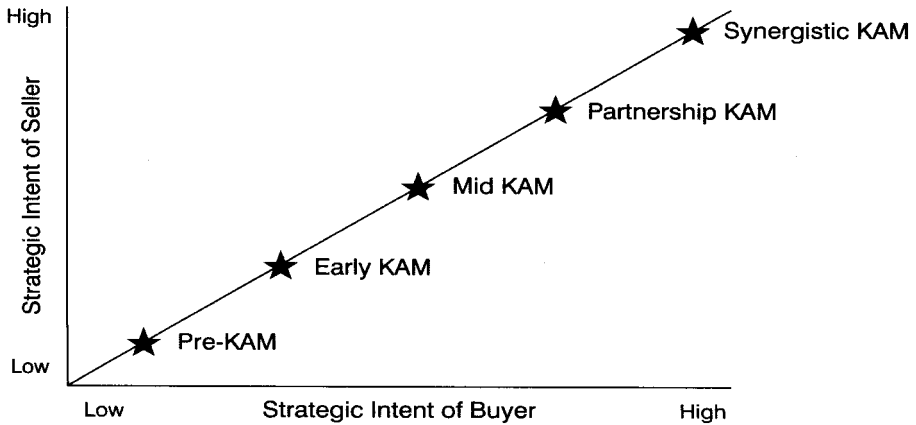 High
Synergistic KAM
Strategic Intent of Seller
Partnership KAM
Mid KAM
Early KAM
Pre-KAM
Low
Low
Strategic Intent of Buyer
High